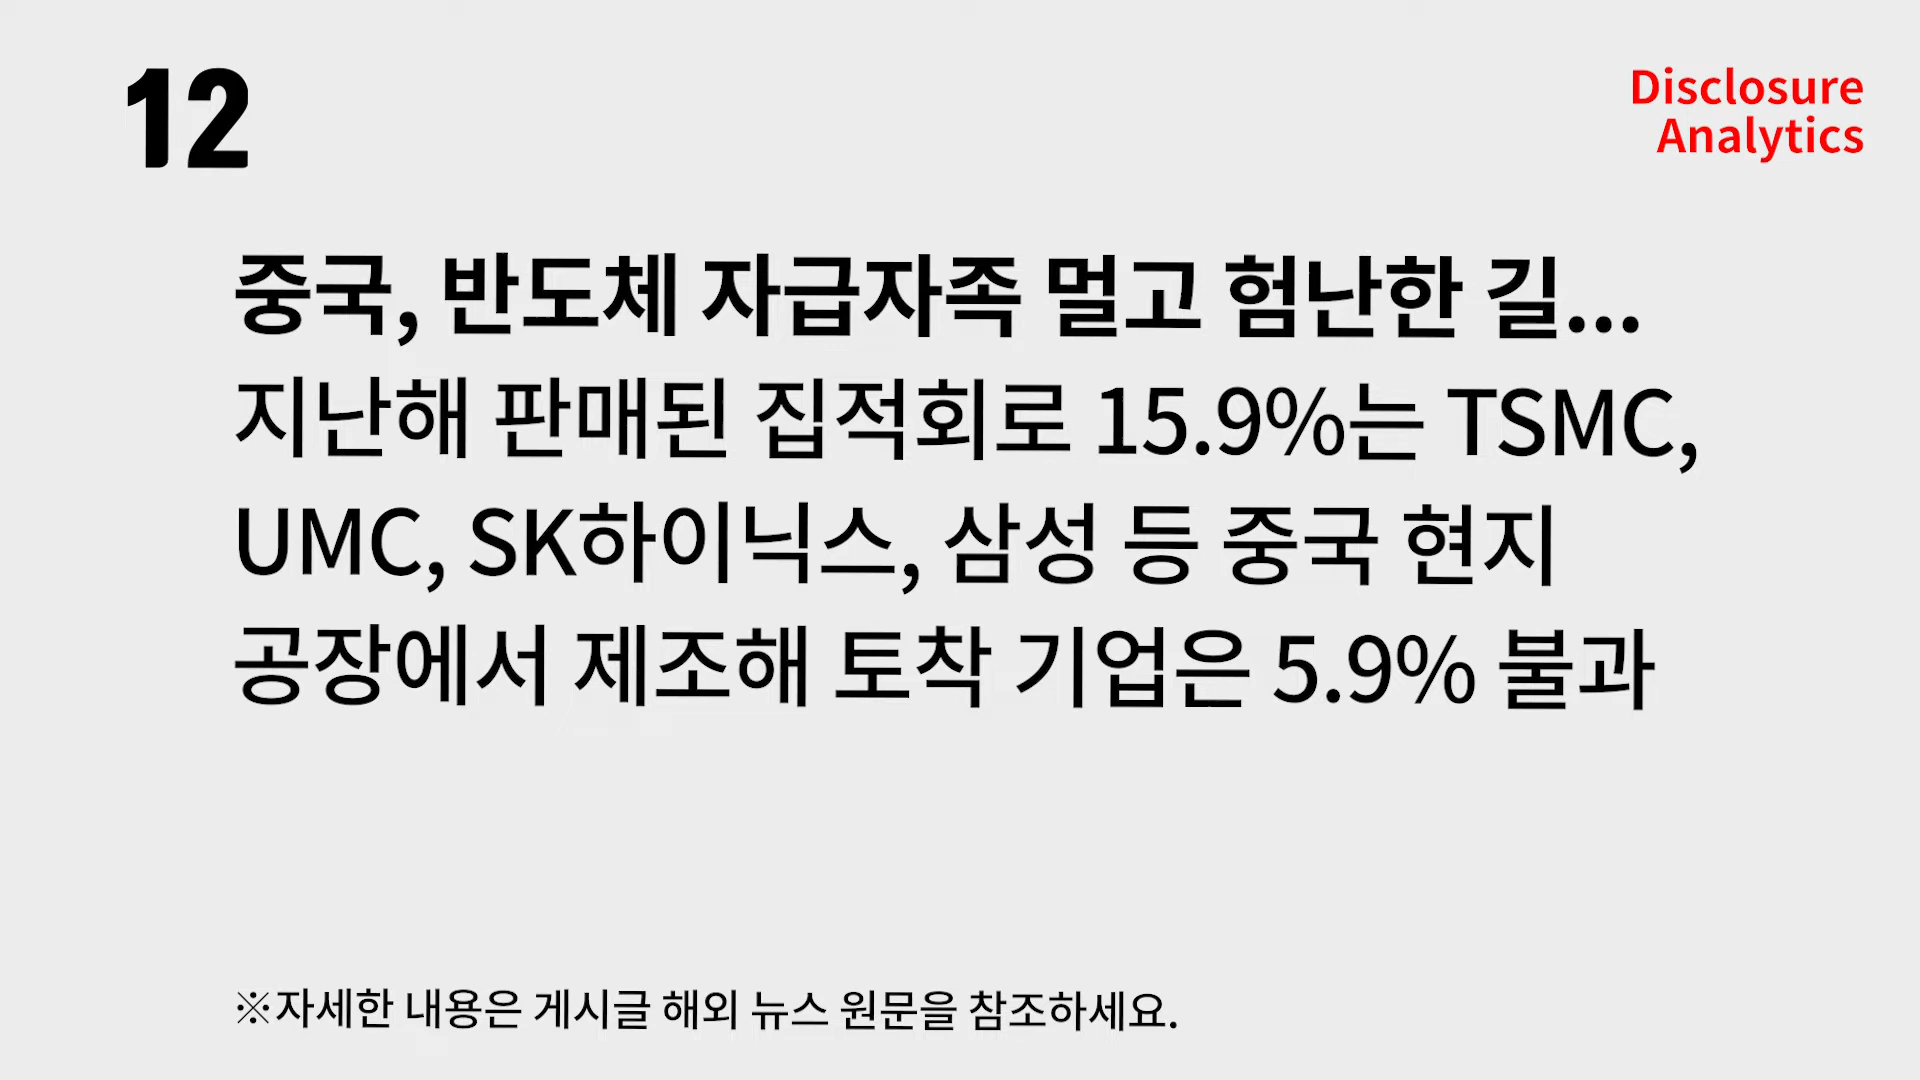 12
Disclosure
Analytics
중국, 반도체 자급자족 멀고 험난한 길...
지난해 판매된 집적회로 15.9%는 TSMC,
UMC, SK하이닉스, 삼성 등 중국 현지
공장에서 제조해 토착 기업은 5.9% 불과
※자세한 내용은 게시글 해외 뉴스 원문을 참조하세요.